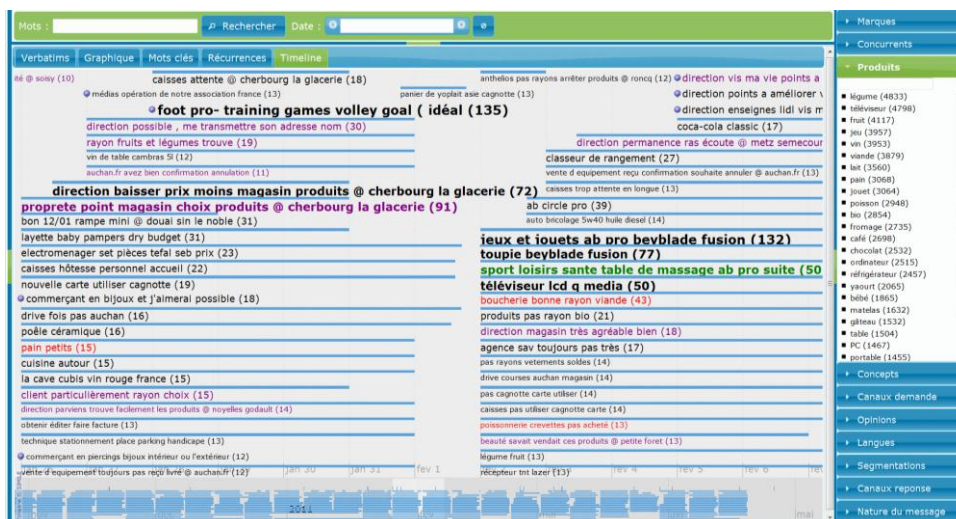 Mots :
Rechercher
Date :
Verbatims Graphique Mots clés Récurrences Timeline
ité @ soisy (10)
caisses attente @ cherbourg la glacerie (18)
médias opération de notre association france (13)
foot pro- training games volley goal ( idéal (135)
direction possible , me transmettre son adresse nom (30)
rayon fruits et légumes trouve (19)
vin de table cambras 5l (12)
auchan.fr avez bien confirmation annulation (11)
direction baisser prix moins magasin produits @ cherbourg la glacerie (72)
proprete point magasin choix produits @ cherbourg la glacerie (91)
bon 12/01 rampe mini @ douai sin le noble (31)
layette baby pampers dry budget (31)
electromenager set pièces tefal seb prix (23)
caisses hôtesse personnel accueil (22)
nouvelle carte utiliser cagnotte (19)
commerçant en bijoux et j'aimerai possible (18)
drive fois pas auchan (16)
poêle céramique (16)
pain petits (15)
cuisine autour (15)
la cave cubis vin rouge france (15)
client particulièrement rayon choix (15)
direction parviens trouve facilement les produits @ noyelles godault (14)
obtenir éditer faire facture (13)
technique stationnement place parking handicape (13)
commerçant en piercings bijoux intérieur ou l'extérieur (12)
vente d equipement toujours pas reçu livré @ auchan.fr (12)
anthelios pas rayons arrêter produits @ roncq (12)
direction vis ma vie points a
panier de yoplait asie cagnotte (13)
direction points a améliorer v
direction enseignes lidl vis m
coca-cola classic (17)
direction permanence ras écoute @ metz semecour
classeur de rangement (27)
vente d equipement reçu confirmation souhaite annuler @ auchan.fr (13)
caisses trop attente en longue (13)
ab circle pro (39)
auto bricolage 5w40 huile diesel (14)
jeux et jouets ab pro beyblade fusion (132)
toupie beyblade fusion (77)
sport loisirs sante table de massage ab pro suite (50
téléviseur lcd q media (50)
boucherie bonne rayon viande (43)
produits pas rayon bio (21)
direction magasin très agréable bien (18)
agence sav toujours pas très (17)
pas rayons vetements soldes (14)
drive courses auchan magasin (14)
pas cagnotte carte utiliser (14)
caisses pas utiliser cagnotte carte (14)
poissonnerie crevettes pas acheté (13)
beauté savait vendait ces produits @ petite foret (13)
légume fruit (13)
récepteur tnt lazer (13)
jan 30 jan 31 fev 1 fev 4 fev 5 fev 6
2011
mai
Marques
Concurrents
Produits
légume (4833)
téléviseur (4798)
fruit (4117)
jeu (3957)
vin (3953)
viande (3879)
lait (3560)
pain (3068)
jouet (3064)
poisson (2948)
bio (2854)
fromage (2735)
café (2698)
chocolat (2532)
ordinateur (2515)
réfrigérateur (2457)
yaourt (2065)
bébé (1865)
matelas (1632)
gâteau (1532)
table (1504)
PC (1467)
portable (1455)
Concepts
Canaux demande
Opinions
Langues
Segmentations
Canaux reponse
Nature du message